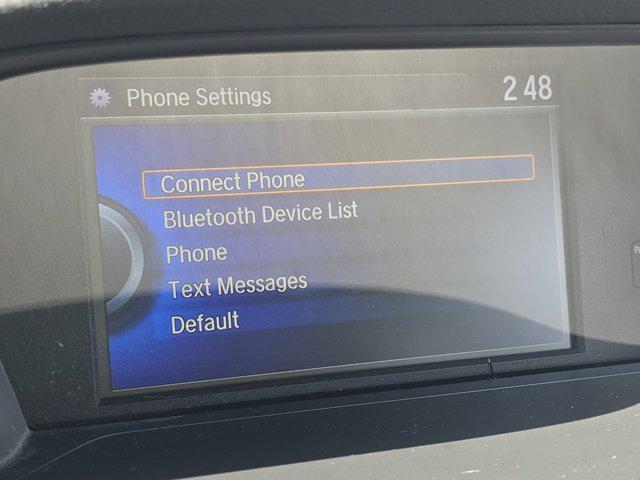 Phone Settings
2 48
Connect Phone
Bluetooth Device List
Phone
Text Messages
Default